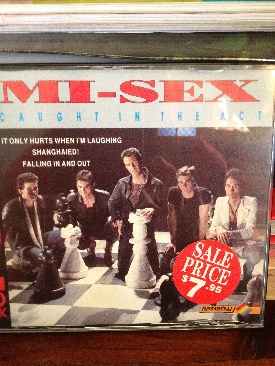 MI-SEX
CAUGHT IN THE ACT
IT ONLY HURTS WHEN I'M LAUGHING
SHANGHAIED!
FALLING IN AND OUT
SALE
PRICE
$7.95
RAINBOW